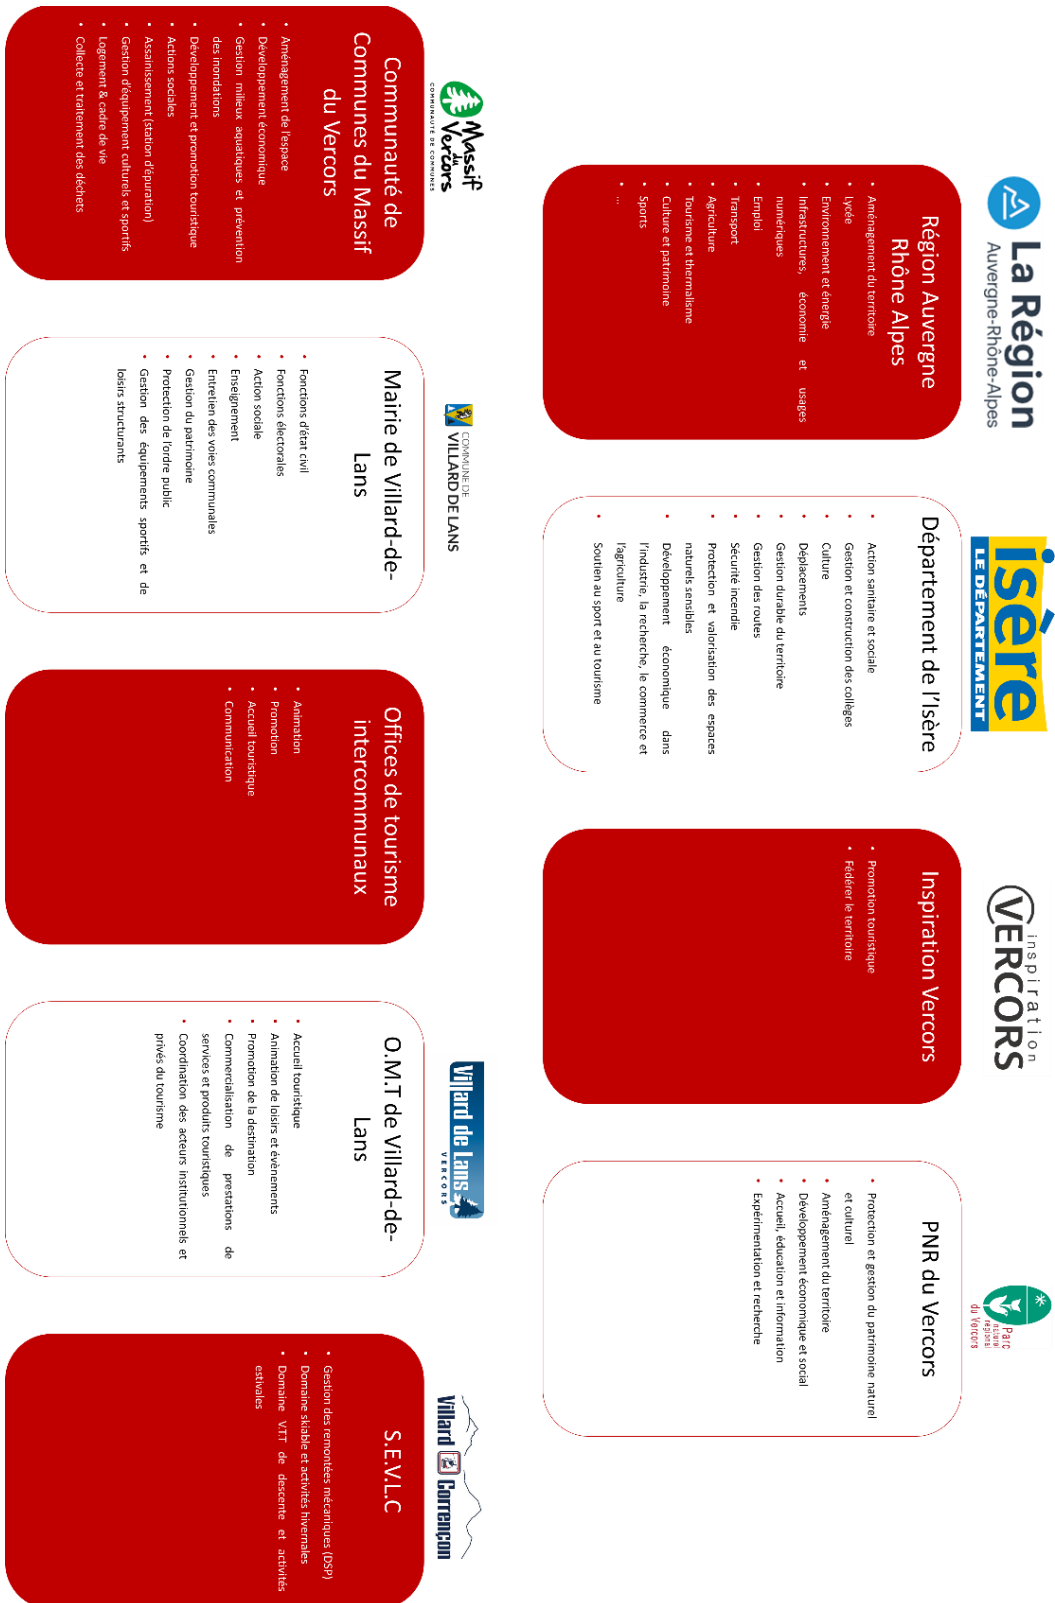 La Région
Auvergne-Rhône-Alpes
Région Auvergne
Rhône Alpes
• Aménagement du territoire
• Lycée
• Environnement et énergie
• Infrastructures, économie et usages
numériques
• Emploi
• Transport
• Agriculture
• Tourisme et thermalisme
• Culture et patrimoine
• Sports
• ...
isère
LE DÉPARTEMENT
Département de l'Isère
• Action sanitaire et sociale
• Gestion et construction des collèges
• Culture
• Déplacements
• Gestion durable du territoire
• Gestion des routes
• Sécurité incendie
• Protection et valorisation des espaces
naturels sensibles
• Développement économique dans
l'industrie, la recherche, le commerce et
l'agriculture
• Soutien au sport et au tourisme
inspiration
VERCORS
Inspiration Vercors
• Promotion touristique
• Fédérer le territoire
Parc
naturel
régional
du Vercors
PNR du Vercors
• Protection et gestion du patrimoine naturel
et culturel
• Aménagement du territoire
• Développement économique et social
• Accueil, éducation et information
• Expérimentation et recherche
Massif
du
Vercors
COMMUNAUTÉ DE COMMUNES
Communauté de
Communes du Massif
du Vercors
• Aménagement de l'espace
• Développement économique
• Gestion milieux aquatiques et prévention
des inondations
• Développement et promotion touristique
• Actions sociales
• Assainissement (station d'épuration)
• Gestion d'équipement culturels et sportifs
• Logement & cadre de vie
• Collecte et traitement des déchets
COMMUNE DE
VILLARD DE LANS
Mairie de Villard-de-
Lans
• Fonctions d'état civil
• Fonctions électorales
• Action sociale
• Enseignement
• Entretien des voies communales
• Gestion du patrimoine
• Protection de l'ordre public
• Gestion des équipements sportifs et de
loisirs structurants
Offices de tourisme
intercommunaux
• Animation
• Promotion
• Accueil touristique
• Communication
Villard de Lans
VERCORS
O.M.T de Villard-de-
Lans
• Accueil touristique
• Animation de loisirs et évènements
• Promotion de la destination
• Commercialisation de prestations de
services et produits touristiques
• Coordination des acteurs institutionnels et
privés du tourisme
Villard Corrençon
S.E.V.L.C
• Gestion des remontées mécaniques (DSP)
• Domaine skiable et activités hivernales
• Domaine V.T.T de descente et activités
estivales